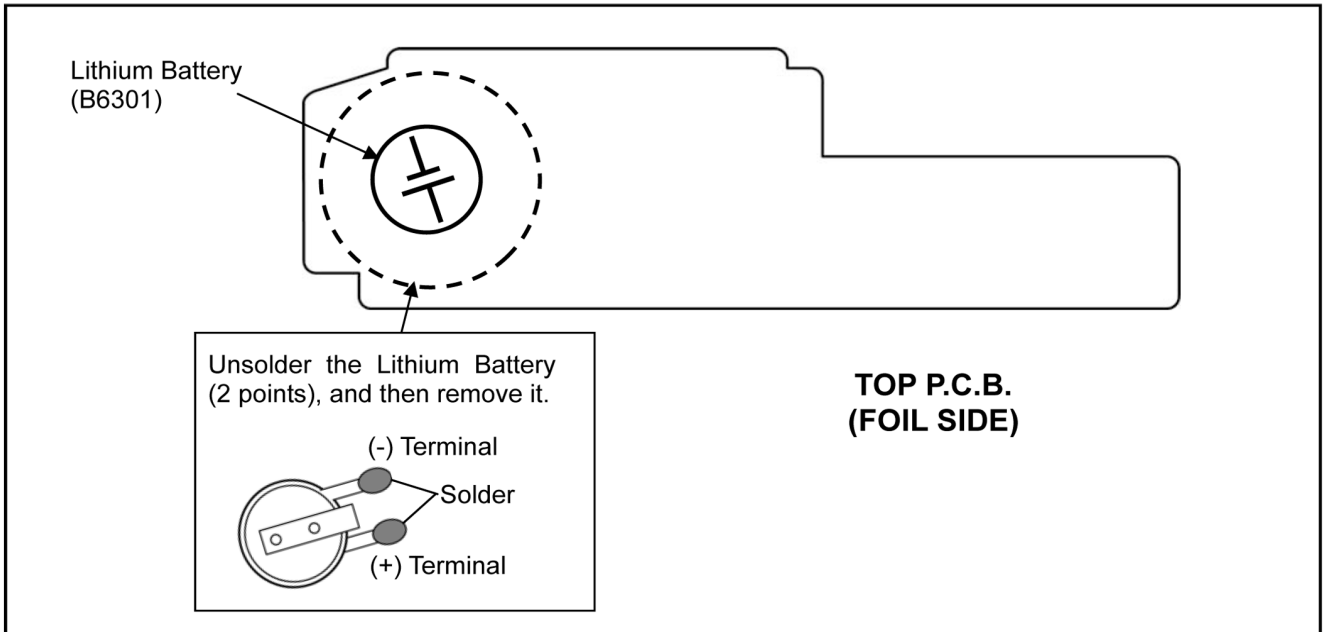 Lithium Battery
(B6301)
Unsolder the Lithium Battery
(2 points), and then remove it.
(-) Terminal
Solder
(+) Terminal
TOP P.C.B.
(FOIL SIDE)